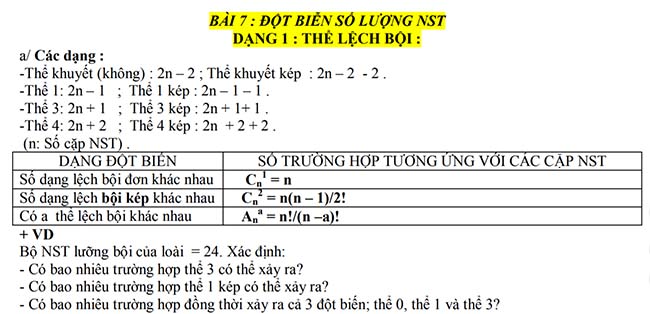 BÀI 7 : ĐỘT BIẾN SỐ LƯỢNG NST
DẠNG 1 : THỂ LỆCH BỘI :
a/ Các dạng :
-Thể khuyết (không) : 2n – 2 ; Thể khuyết kép : 2n – 2 - 2 .
-Thể 1: 2n – 1 ; Thể 1 kép : 2n – 1 – 1 .
-Thể 3: 2n + 1 ; Thể 3 kép : 2n + 1+ 1 .
-Thể 4: 2n + 2 ; Thể 4 kép : 2n + 2 + 2 .
(n: Số cặp NST) .
DẠNG ĐỘT BIẾN SỐ TRƯỜNG HỢP TƯƠNG ỨNG VỚI CÁC CẶP NST
Số dạng lệch bội đơn khác nhau Cₙ¹ = n
Số dạng lệch bội kép khác nhau Cₙ² = n(n – 1)/2!
Có a thể lệch bội khác nhau Aₙᵃ = n!/(n –a)!
+ VD
Bộ NST lưỡng bội của loài = 24. Xác định:
- Có bao nhiêu trường hợp thể 3 có thể xảy ra?
- Có bao nhiêu trường hợp thể 1 kép có thể xảy ra?
- Có bao nhiêu trường hợp đồng thời xảy ra cả 3 đột biến; thể 0, thể 1 và thể 3?